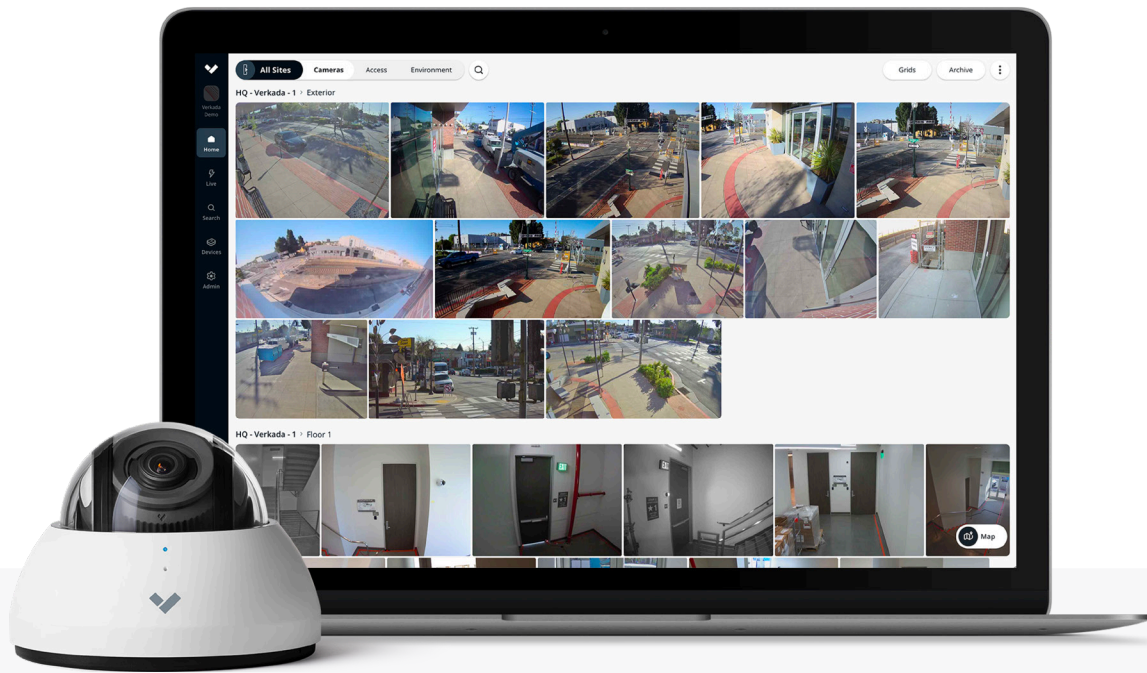 All Sites
Cameras
Access
Environment
Grids
Archive
Verkada
Demo
Home
Live
Search
Devices
Admin
HQ - Verkada - 1 › Exterior
HQ - Verkada - 1 › Floor 1
Map